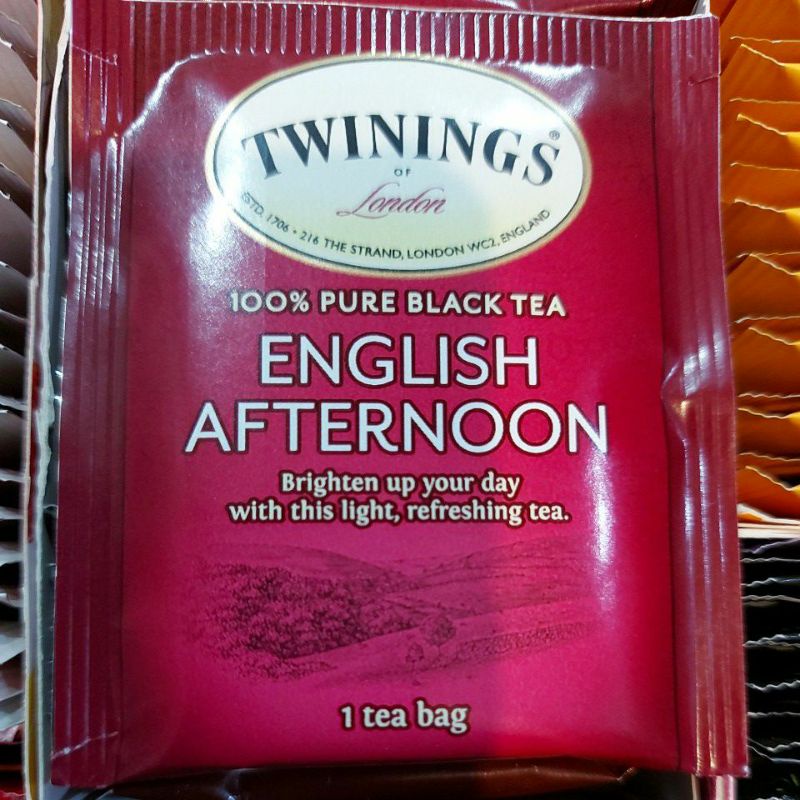 TWININGS®
OF
London
ESTD. 1706 • 216 THE STRAND, LONDON WC2, ENGLAND
100% PURE BLACK TEA
ENGLISH
AFTERNOON
Brighten up your day
with this light, refreshing tea.
1 tea bag